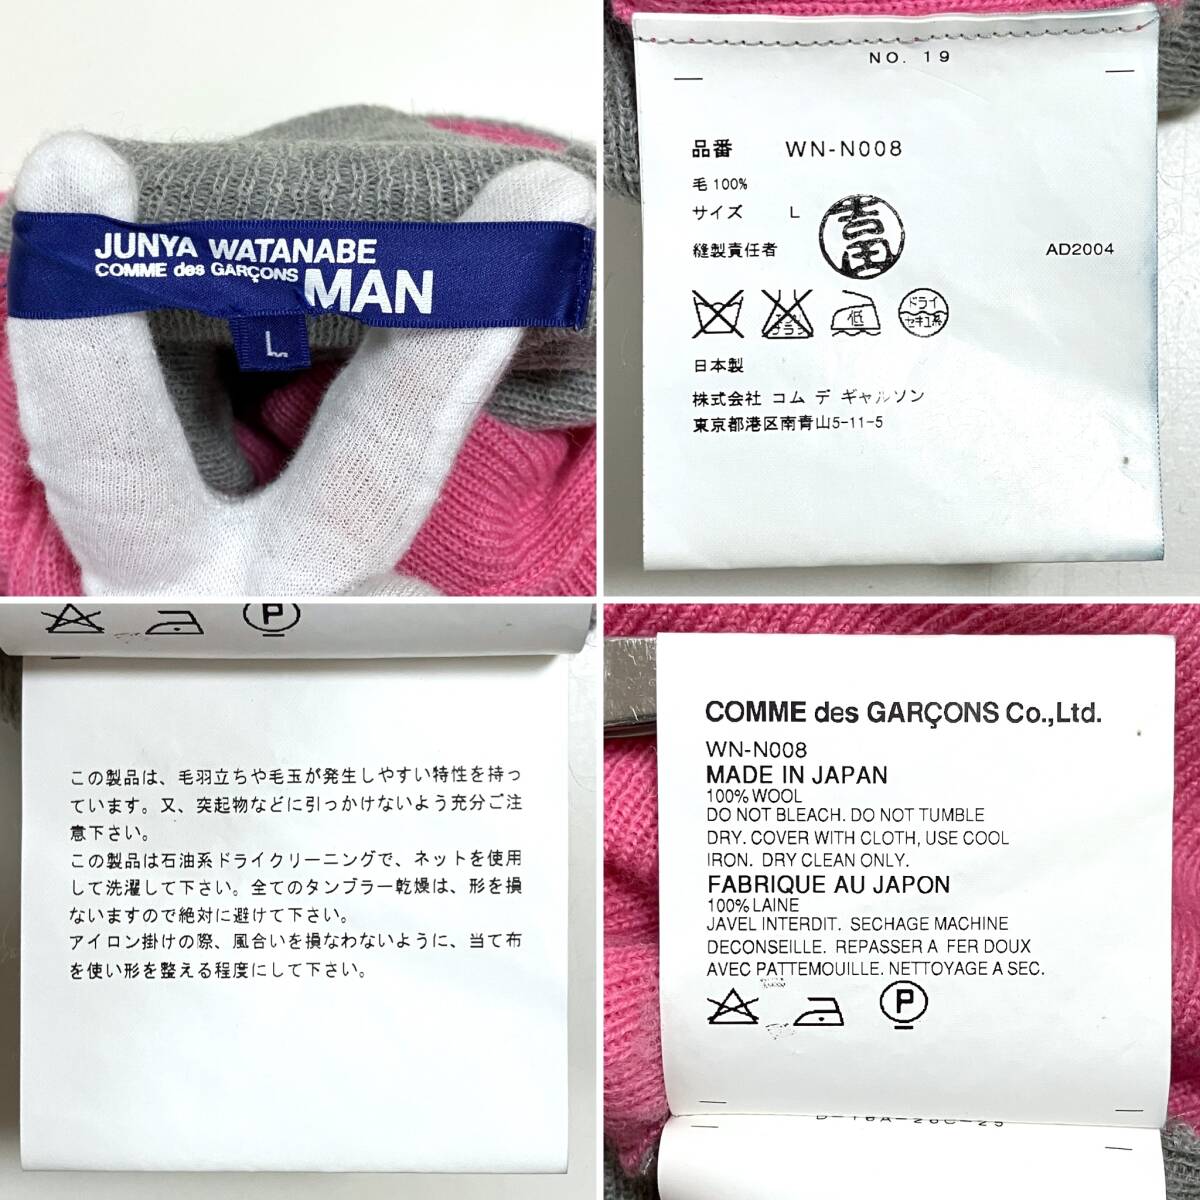 JUNYA WATANABE
COMME des GARÇONS MAN
L
NO. 19
品番 WN-N008
毛 100%
サイズ L
縫製責任者 吉田 AD2004
低 ドライ セキユ系
日本製
株式会社 コム デ ギャルソン
東京都港区南青山5-11-5
P
この製品は、毛羽立ちや毛玉が発生しやすい特性を持っ
ています。又、突起物などに引っかけないよう充分ご注
意下さい。
この製品は石油系ドライクリーニングで、ネットを使用
して洗濯して下さい。全てのタンブラー乾燥は、形を損
ないますので絶対に避けて下さい。
アイロン掛けの際、風合いを損なわないように、当て布
を使い形を整える程度にして下さい。
COMME des GARÇONS Co.,Ltd.
WN-N008
MADE IN JAPAN
100% WOOL
DO NOT BLEACH. DO NOT TUMBLE
DRY. COVER WITH CLOTH, USE COOL
IRON. DRY CLEAN ONLY.
FABRIQUE AU JAPON
100% LAINE
JAVEL INTERDIT. SECHAGE MACHINE
DECONSEILLE. REPASSER A FER DOUX
AVEC PATTEMOUILLE. NETTOYAGE A SEC.
P